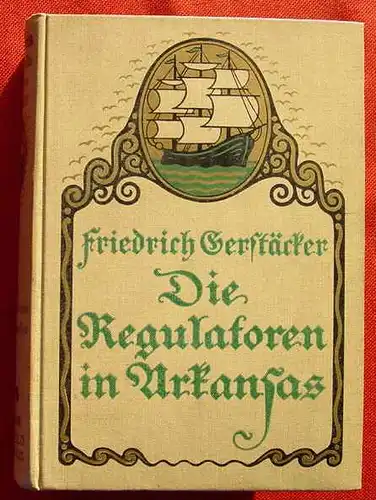 Friedrich Gerstäcker
Die
Regulatoren
in Arkansas